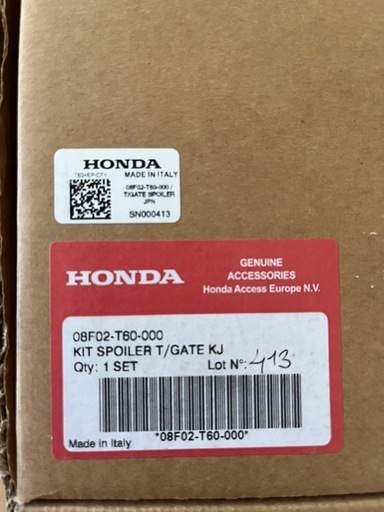 HONDA
MADE IN ITALY
08F02-T60-000 /
T/GATE SPOILER
JPN
SN000413
HONDA
GENUINE
ACCESSORIES
Honda Access Europe N.V.
08F02-T60-000
KIT SPOILER T/GATE KJ
Qty: 1 SET Lot N°: 413
Made in Italy
*08F02-T60-000*